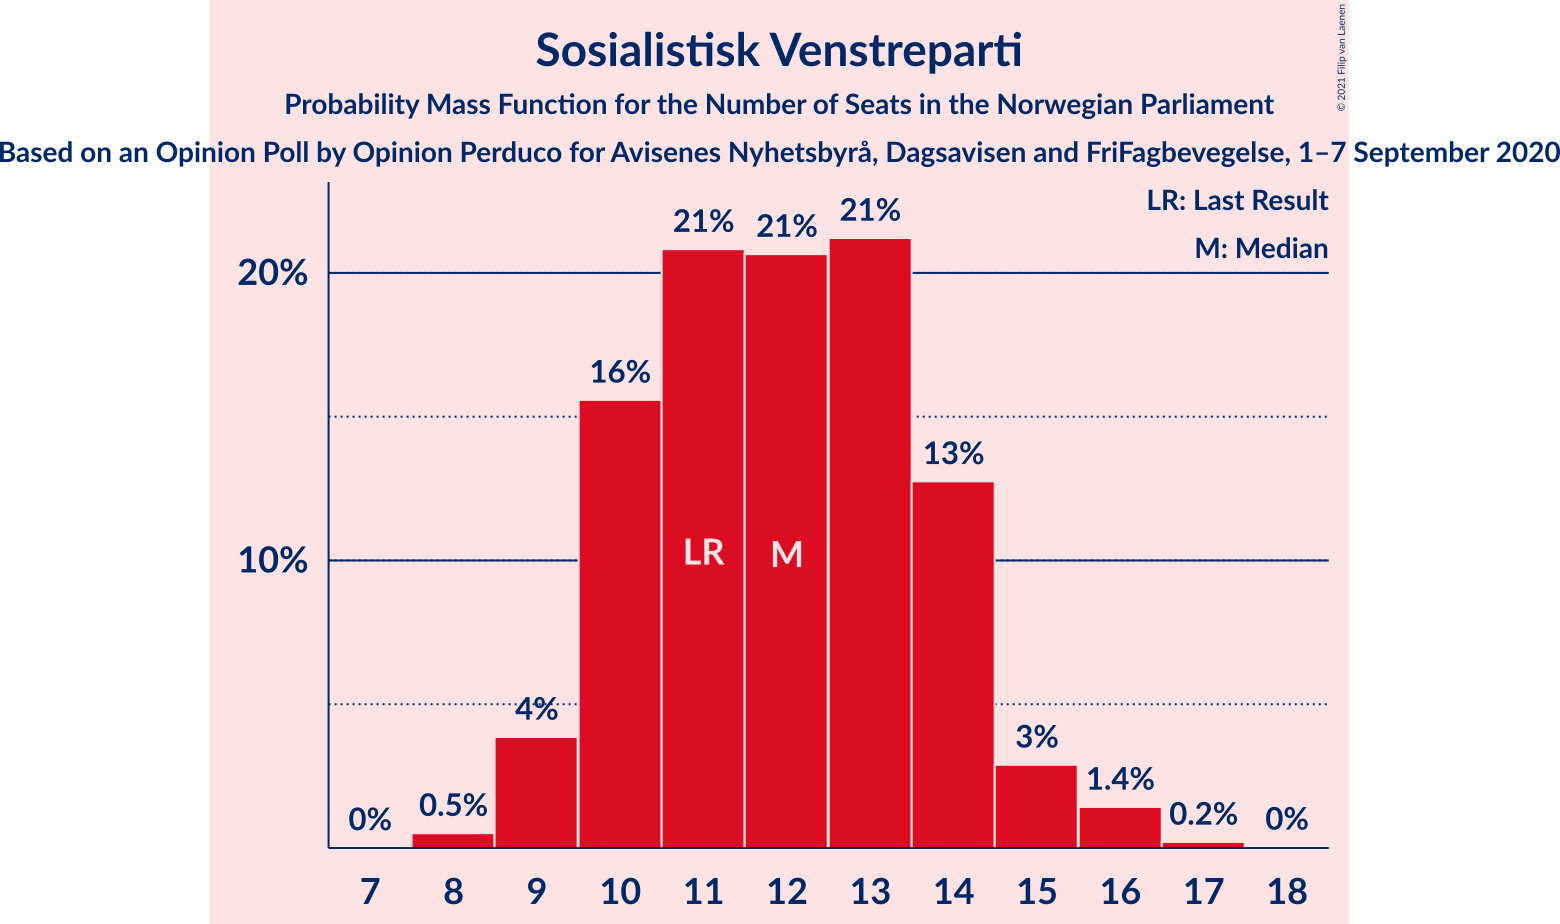 Sosialistisk Venstreparti
Probability Mass Function for the Number of Seats in the Norwegian Parliament
Based on an Opinion Poll by Opinion Perduco for Avisenes Nyhetsbyrå, Dagsavisen and FriFagbevegelse, 1–7 September 2020
© 2021 Filip van Laenen
LR: Last Result
M: Median
20%
10%
0%
0.5%
4%
16%
21%
21%
21%
13%
3%
1.4%
0.2%
0%
LR
M
7 8 9 10 11 12 13 14 15 16 17 18